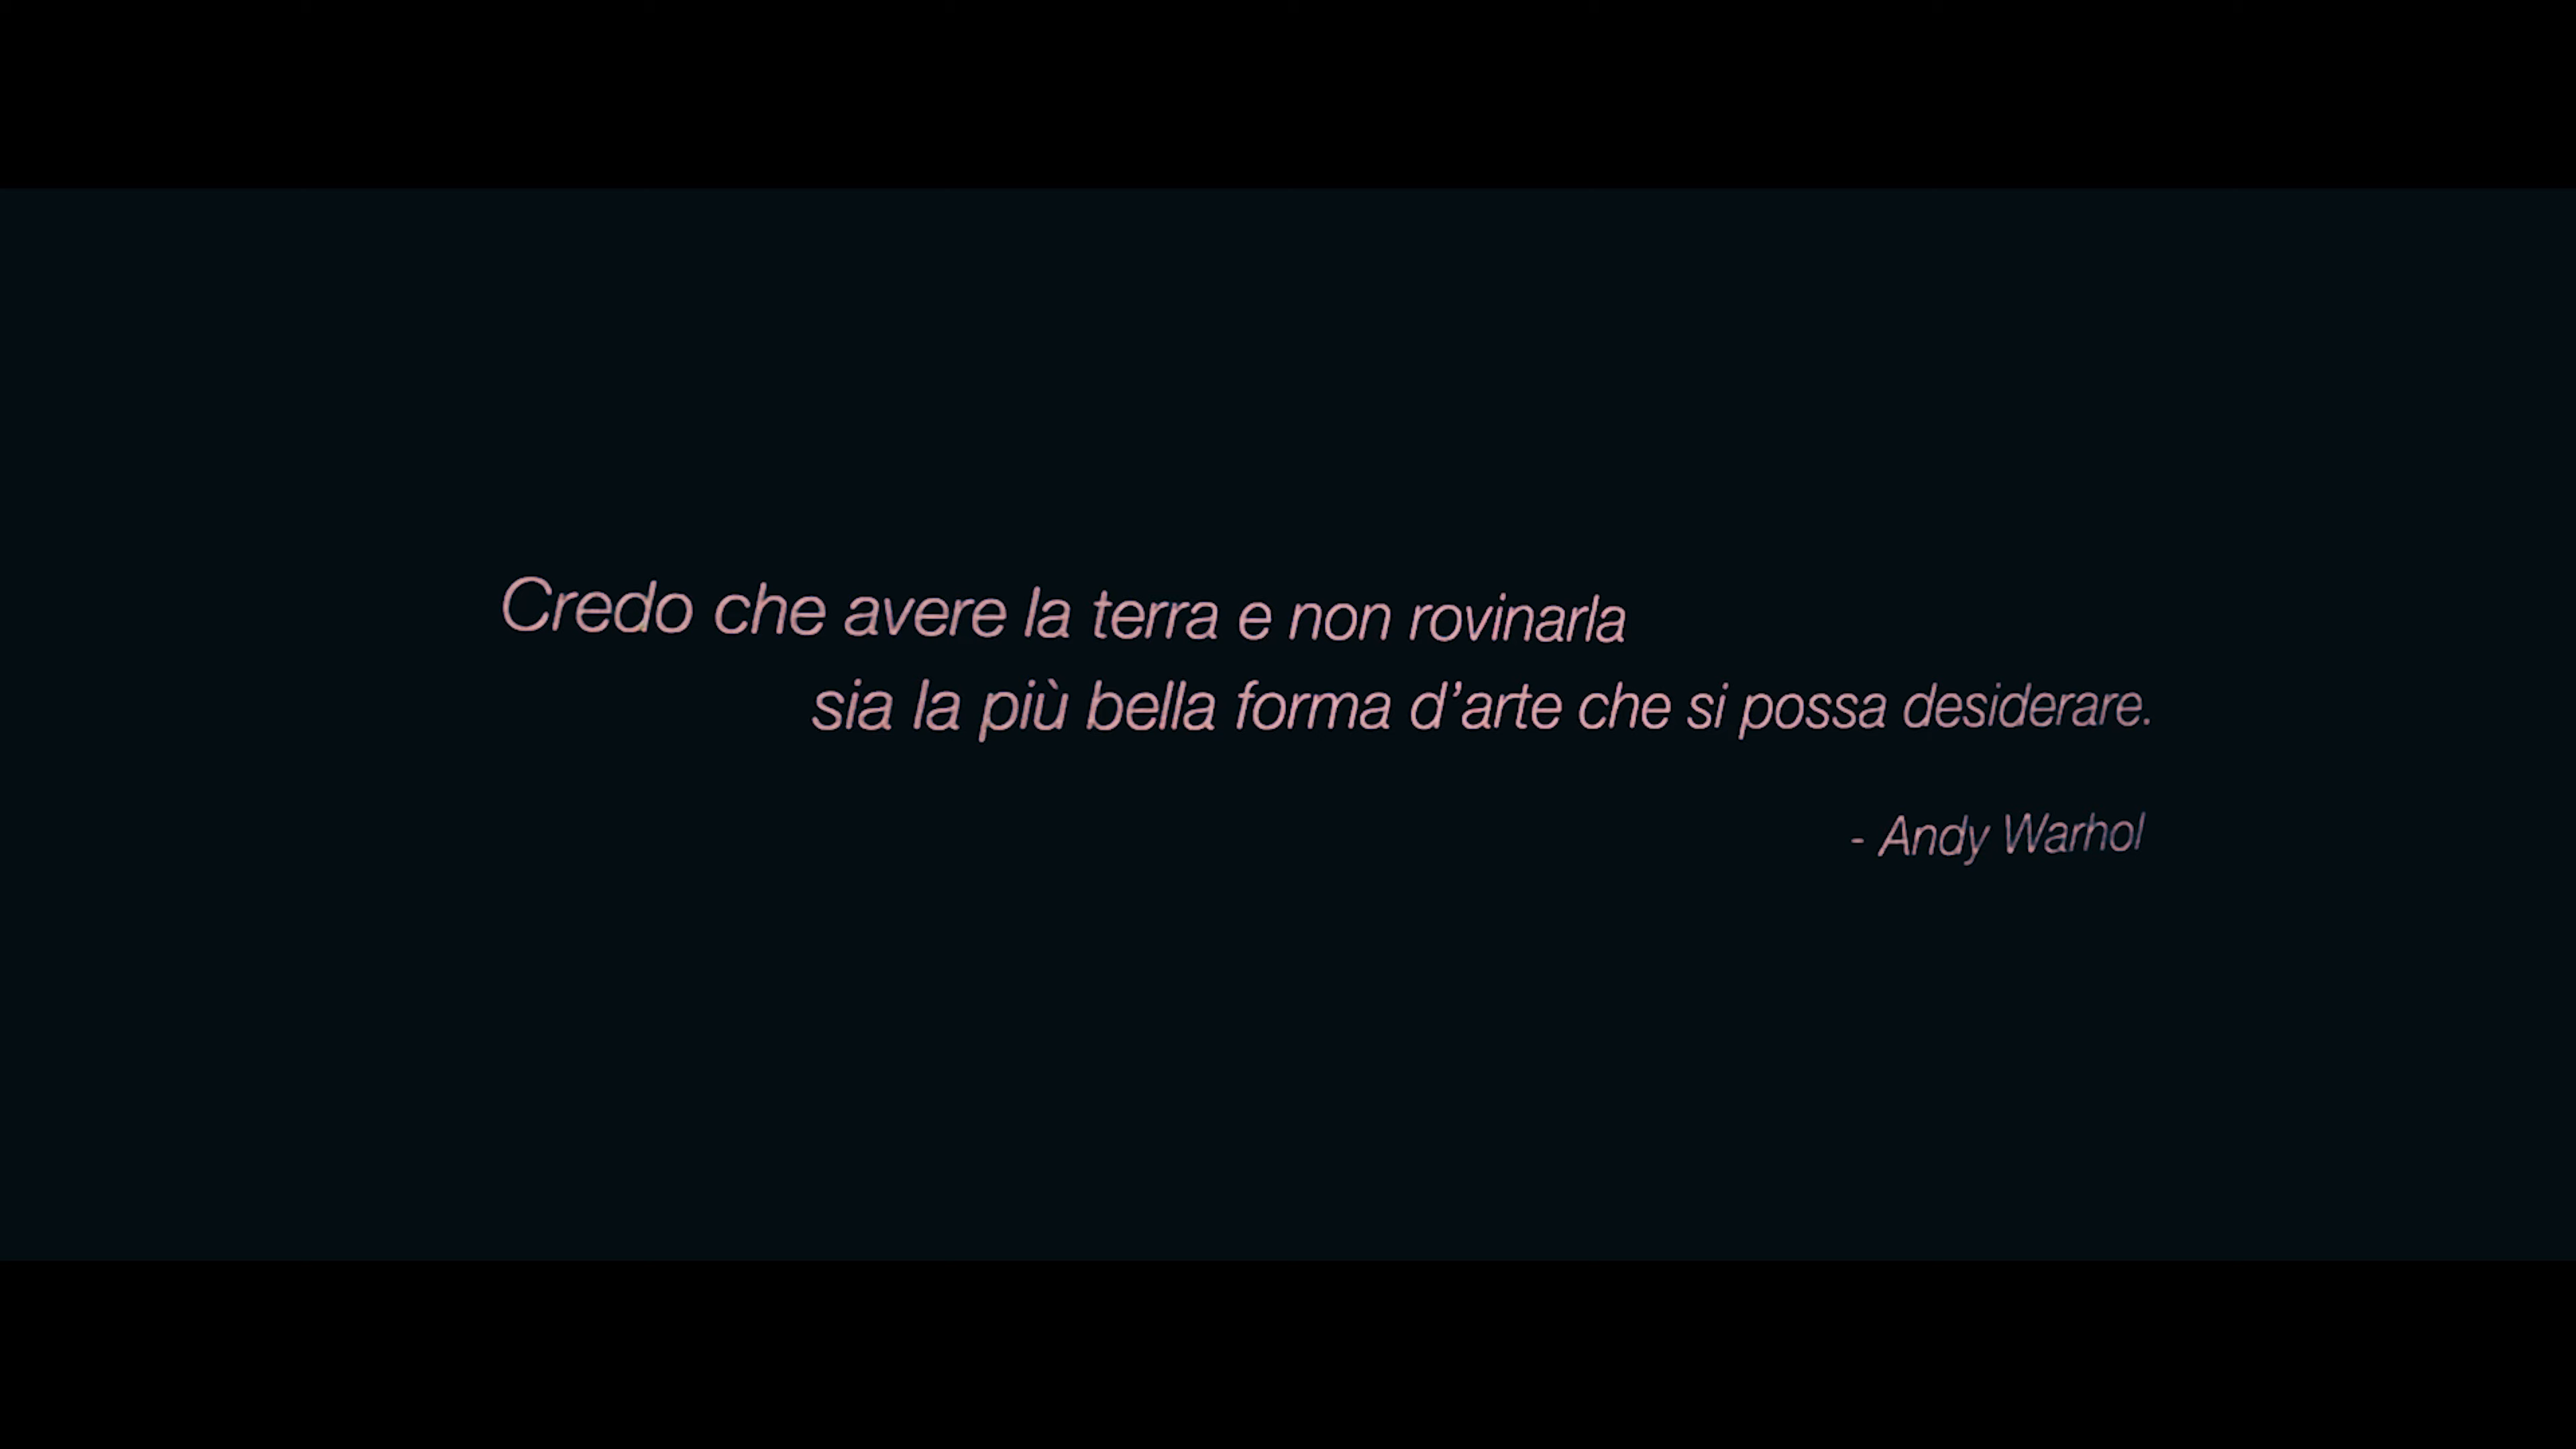 Credo che avere la terra e non rovinarla
sia la più bella forma d’arte che si possa desiderare.
- Andy Warhol